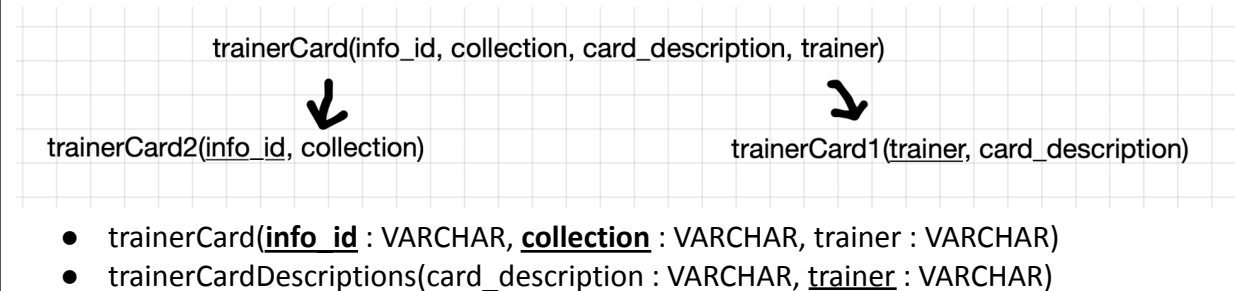 trainerCard(info_id, collection, card_description, trainer)
trainerCard2(info_id, collection)
trainerCard1(trainer, card_description)
● trainerCard(info_id : VARCHAR, collection : VARCHAR, trainer : VARCHAR)
● trainerCardDescriptions(card_description : VARCHAR, trainer : VARCHAR)